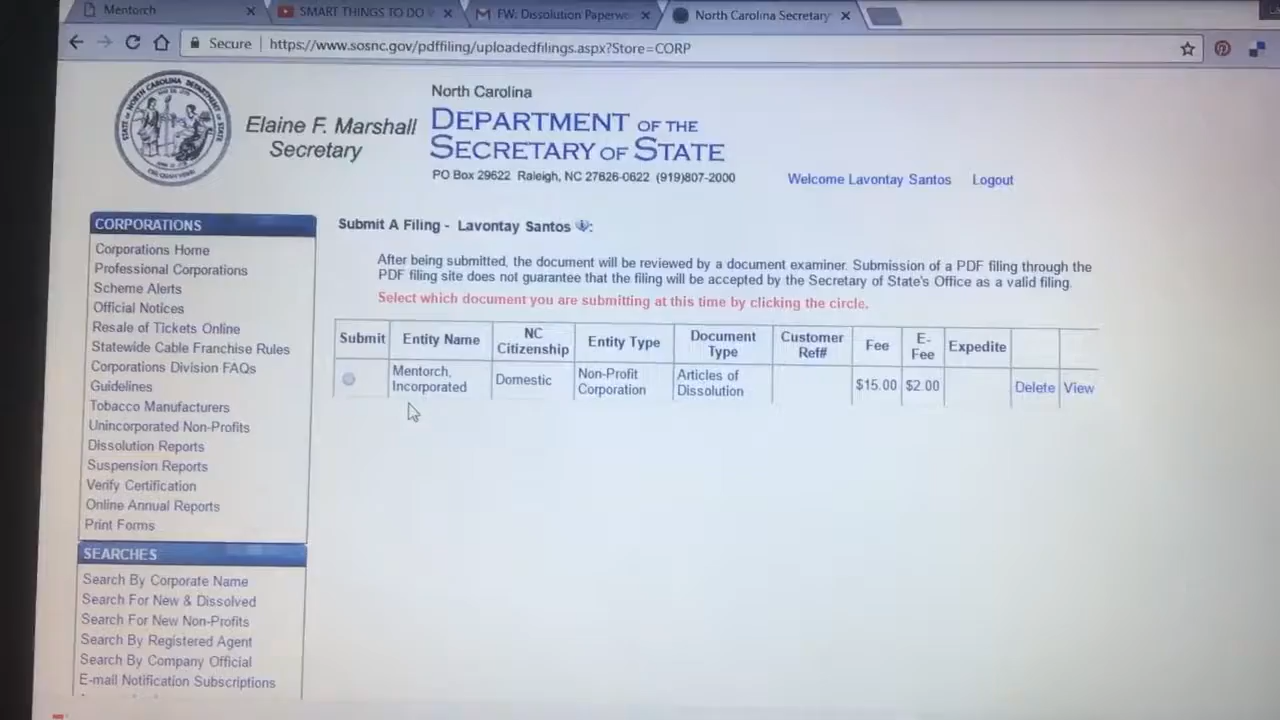 Mentorch
SMART THINGS TO DO
FW: Dissolution Paperwo
North Carolina Secretary
Secure
https://www.sosnc.gov/pdffiling/uploadedfilings.aspx?Store=CORP
Elaine F. Marshall
Secretary
North Carolina
DEPARTMENT OF THE
SECRETARY OF STATE
PO Box 29622 Raleigh, NC 27626-0622 (919)807-2000
Welcome Lavontay Santos
Logout
CORPORATIONS
Corporations Home
Professional Corporations
Scheme Alerts
Official Notices
Resale of Tickets Online
Statewide Cable Franchise Rules
Corporations Division FAQs
Guidelines
Tobacco Manufacturers
Unincorporated Non-Profits
Dissolution Reports
Suspension Reports
Verify Certification
Online Annual Reports
Print Forms
SEARCHES
Search By Corporate Name
Search For New & Dissolved
Search For New Non-Profits
Search By Registered Agent
Search By Company Official
E-mail Notification Subscriptions
Submit A Filing - Lavontay Santos :
After being submitted, the document will be reviewed by a document examiner. Submission of a PDF filing through the
PDF filing site does not guarantee that the filing will be accepted by the Secretary of State's Office as a valid filing.
Select which document you are submitting at this time by clicking the circle.
Submit
Entity Name
NC
Citizenship
Entity Type
Document
Type
Customer
Ref#
Fee
E-
Fee
Expedite
Mentorch,
Incorporated
Domestic
Non-Profit
Corporation
Articles of
Dissolution
$15.00
$2.00
Delete
View